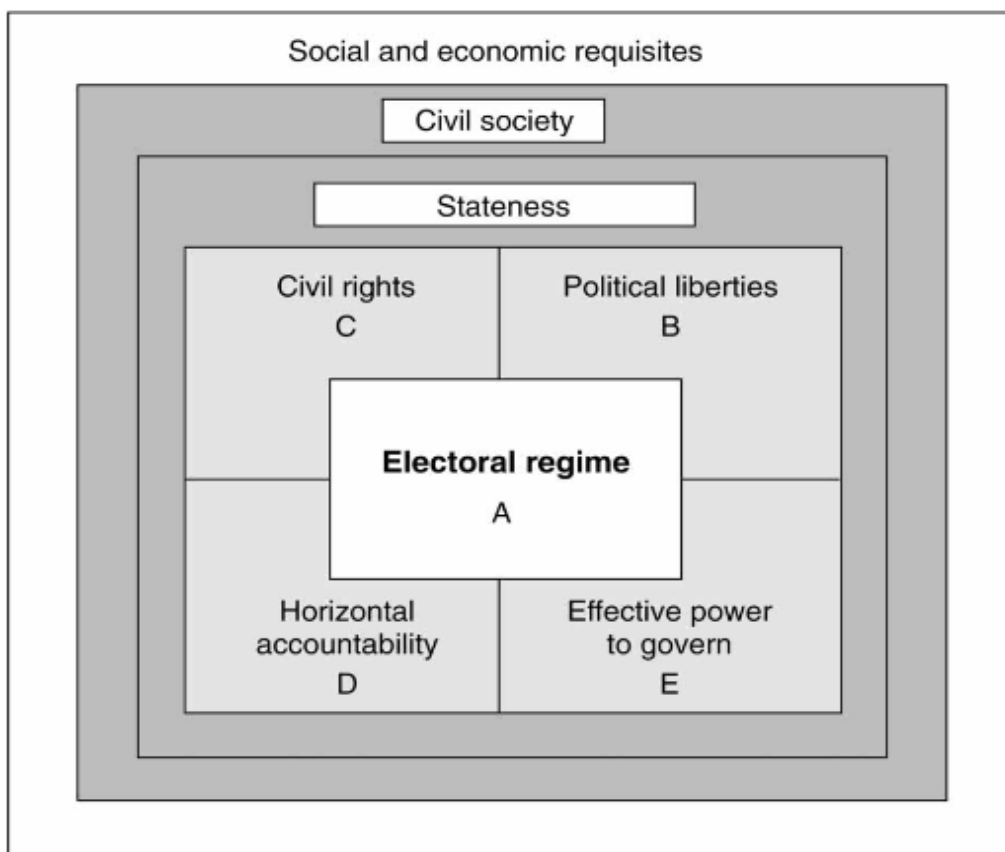 Social and economic requisites
Civil society
Stateness
Civil rights
C
Political liberties
B
Electoral regime
A
Horizontal
accountability
D
Effective power
to govern
E